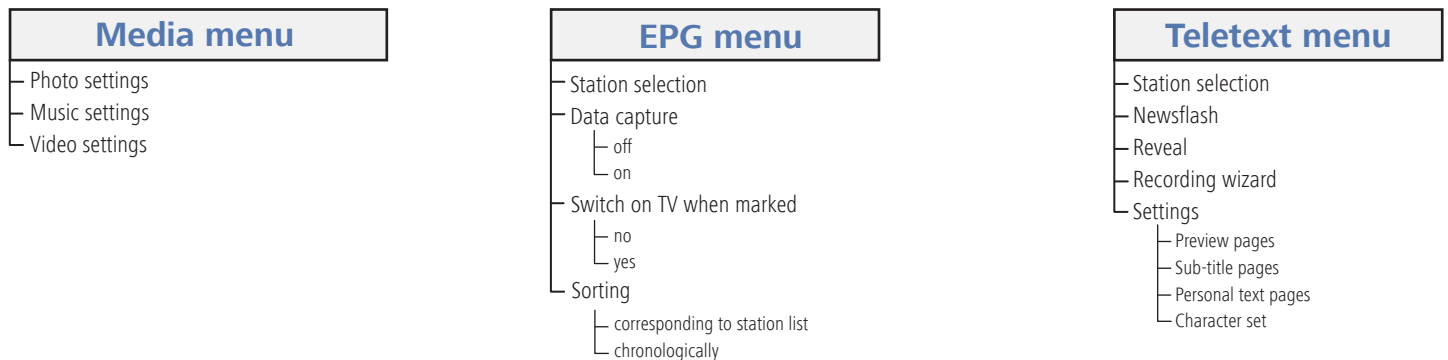 Media menu
Photo settings
Music settings
Video settings
EPG menu
Station selection
Data capture
off
on
Switch on TV when marked
no
yes
Sorting
corresponding to station list
chronologically
Teletext menu
Station selection
Newsflash
Reveal
Recording wizard
Settings
Preview pages
Sub-title pages
Personal text pages
Character set